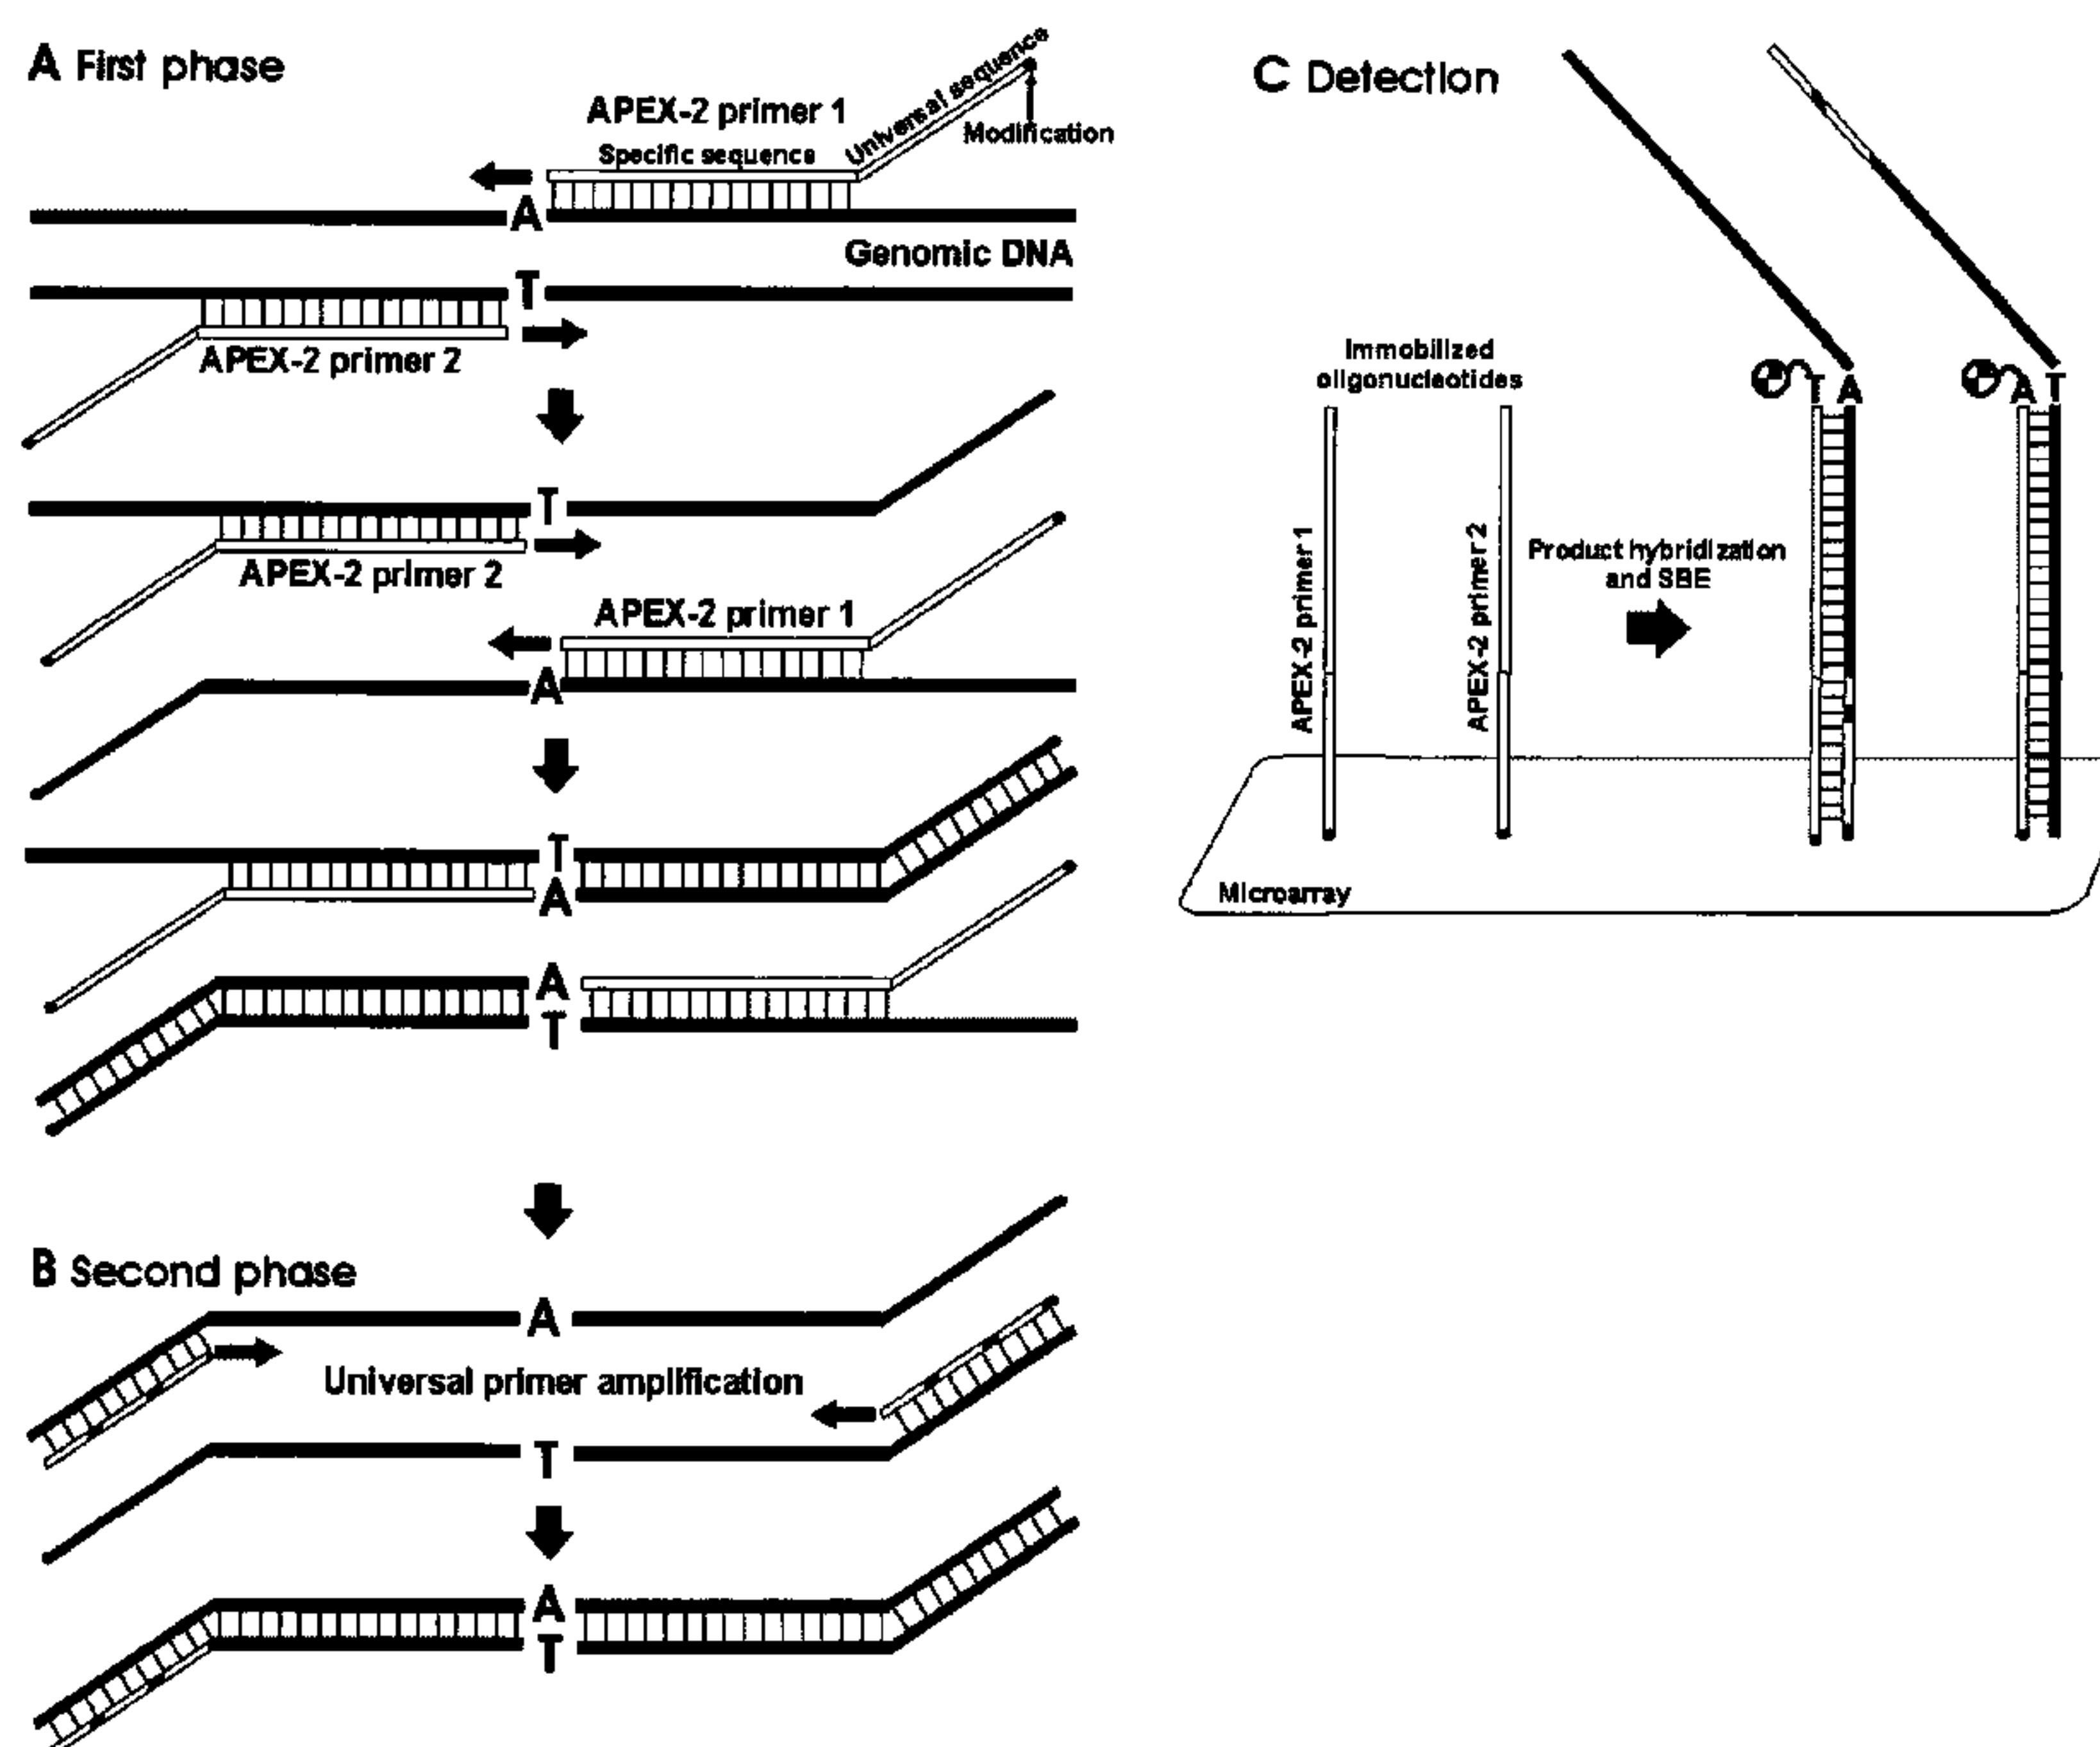 A First phase
APEX-2 primer 1
Specific sequence
Universal sequence
Modification
A
Genomic DNA
T
APEX-2 primer 2
T
APEX-2 primer 2
APEX-2 primer 1
A
T
A
A
T
B Second phase
A
Universal primer amplification
T
A
T
C Detection
Immobilized
oligonucleotides
T A
A T
APEX-2 primer 1
APEX-2 primer 2
Product hybridization
and SBE
Microarray